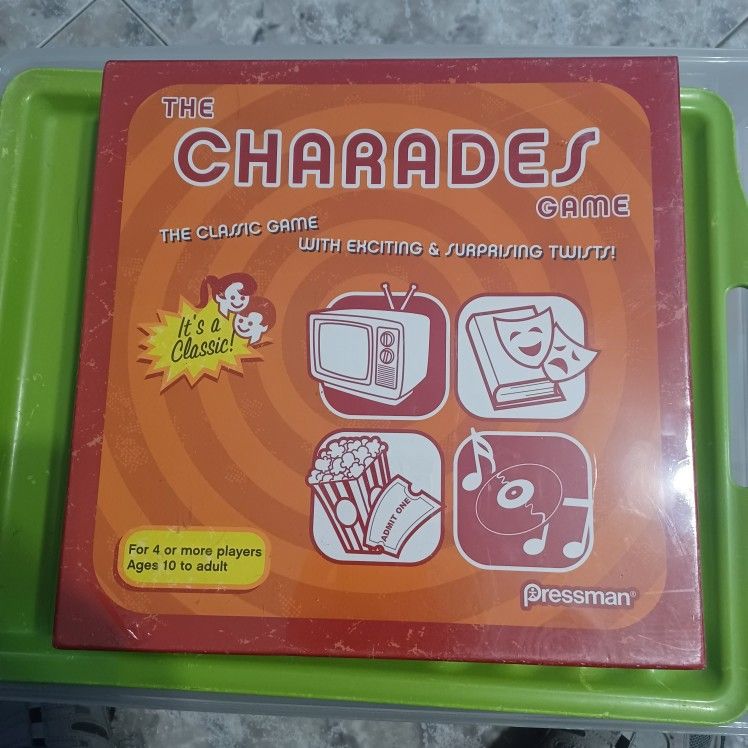 THE
CHARADES
GAME
THE CLASSIC GAME
WITH EXCITING & SURPRISING TWISTS!
It's a
Classic!
ADMIT ONE
For 4 or more players
Ages 10 to adult
Pressman®